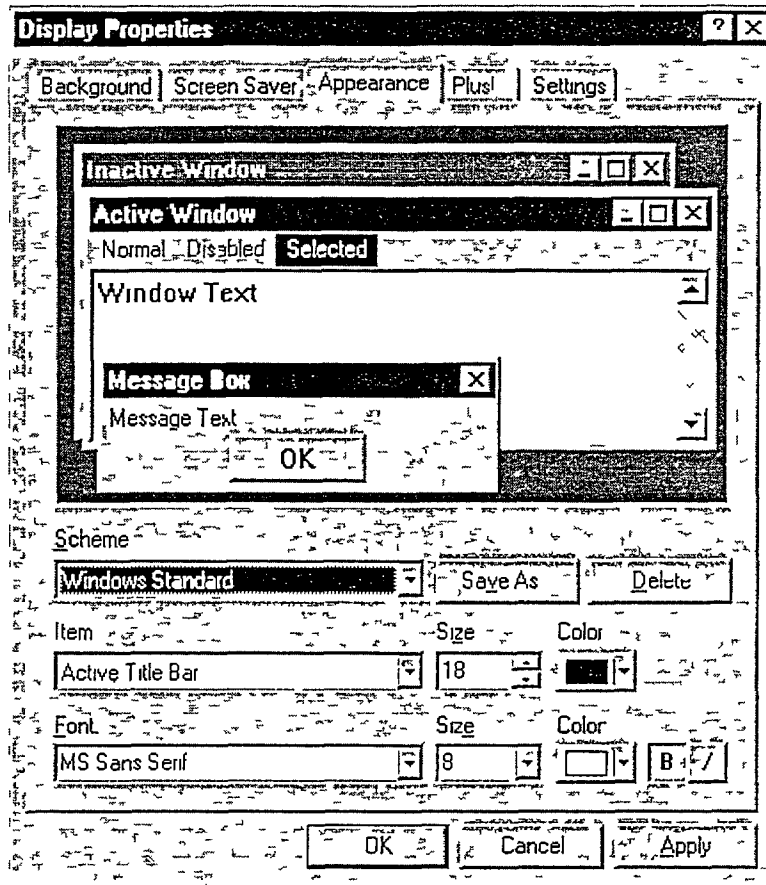 Display Properties ? X
Background Screen Saver Appearance Plus! Settings
Inactive Window
Active Window
Normal Disabled Selected
Window Text
Message Box
Message Text
OK
Scheme
Windows Standard Save As Delete
Item Size Color
Active Title Bar 18
Font Size Color
MS Sans Serif 8 B /
OK Cancel Apply